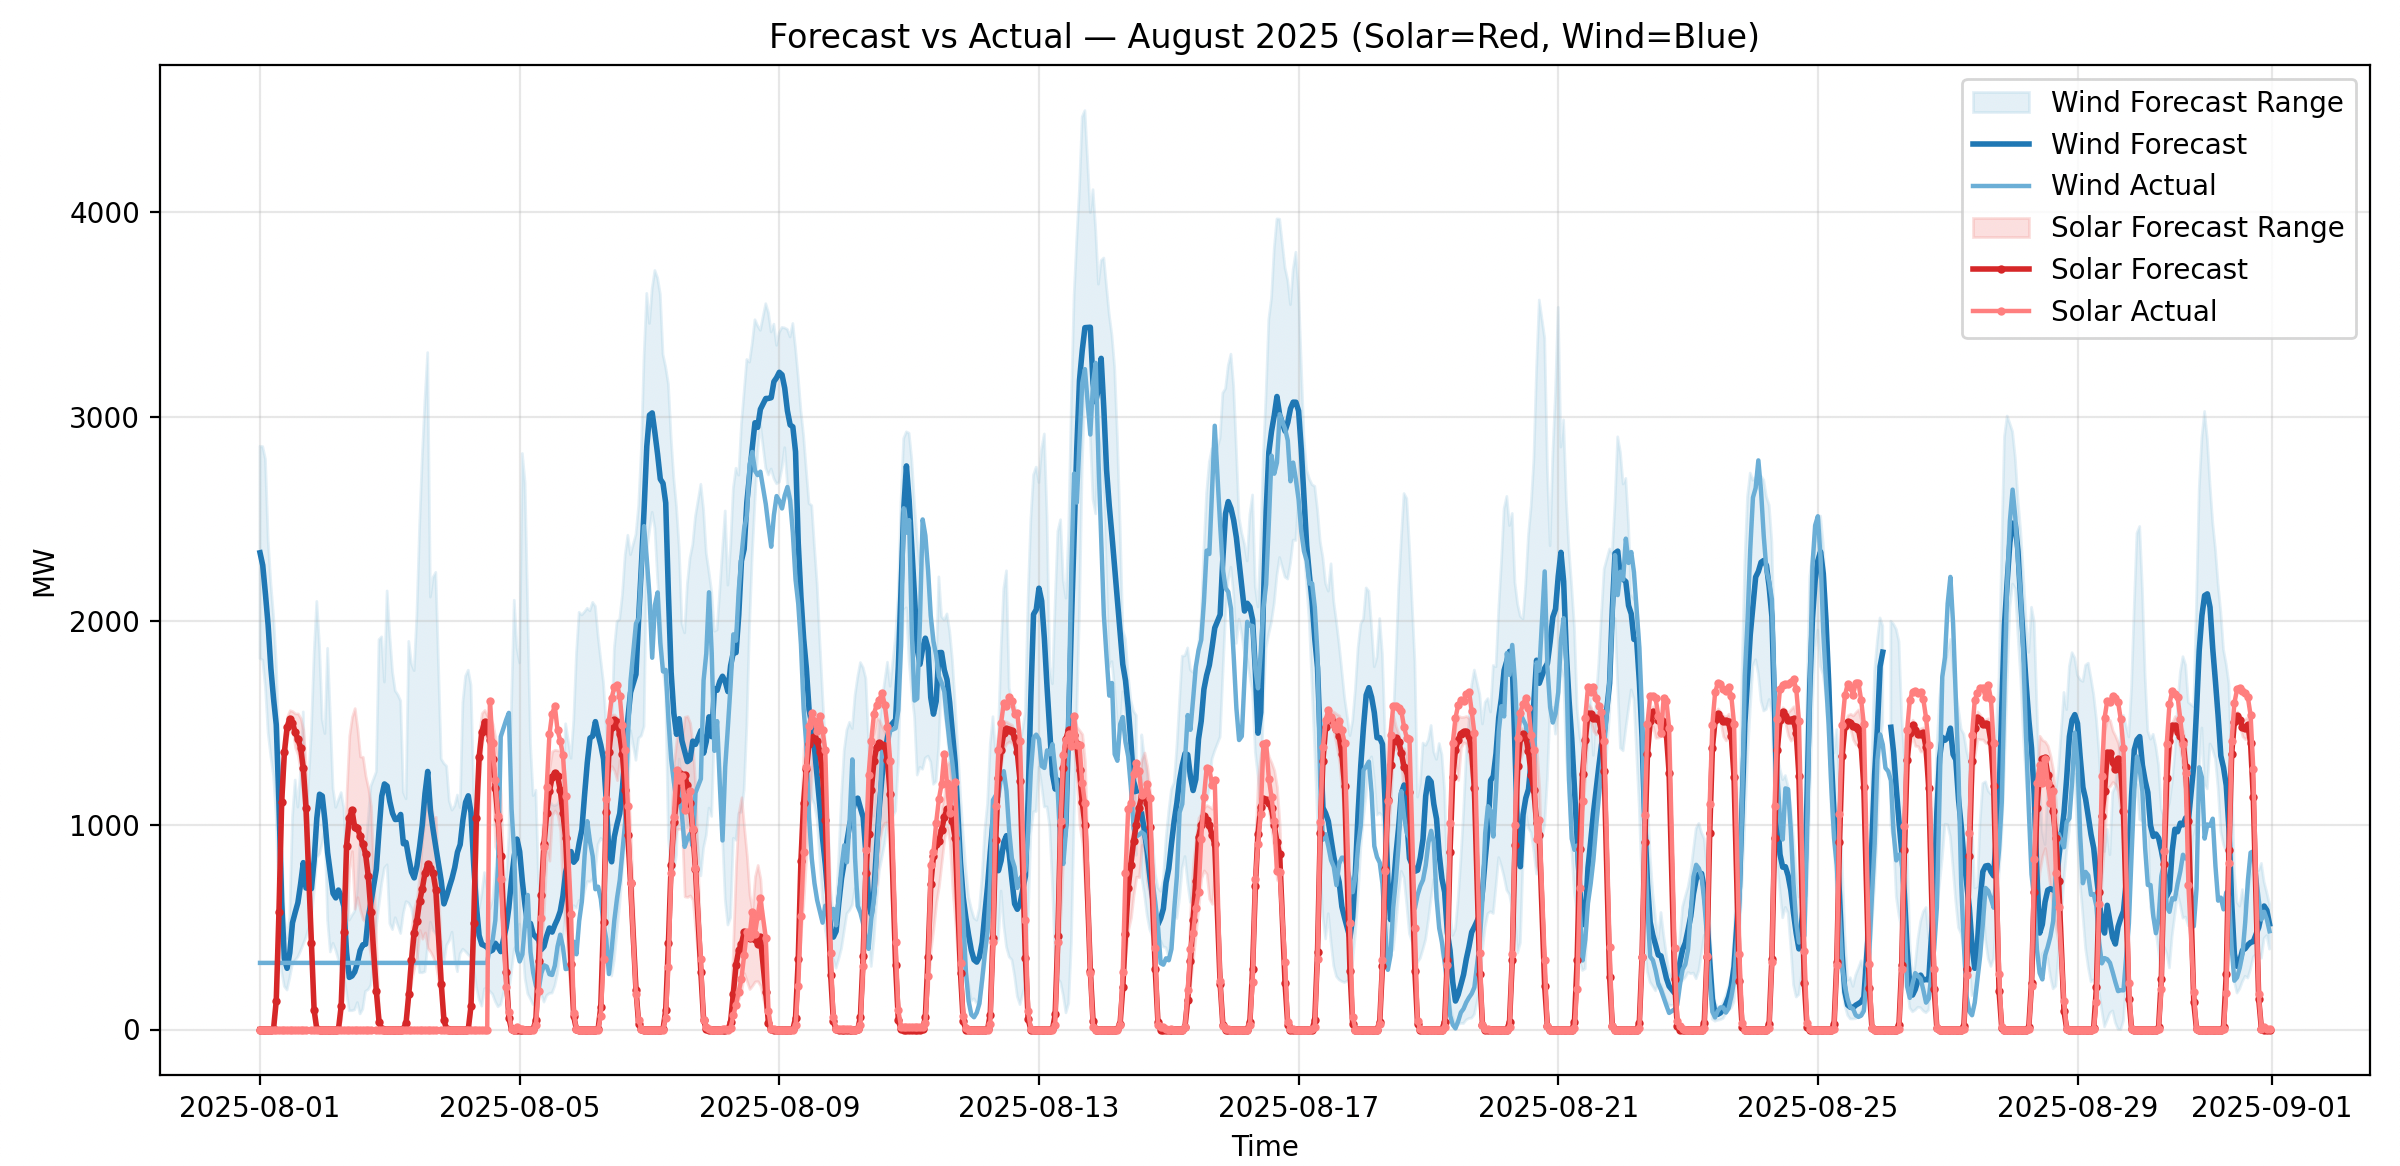 Forecast vs Actual — August 2025 (Solar=Red, Wind=Blue)
Wind Forecast Range
Wind Forecast
Wind Actual
Solar Forecast Range
Solar Forecast
Solar Actual
4000
3000
2000
1000
0
MW
2025-08-01 2025-08-05 2025-08-09 2025-08-13 2025-08-17 2025-08-21 2025-08-25 2025-08-29 2025-09-01
Time